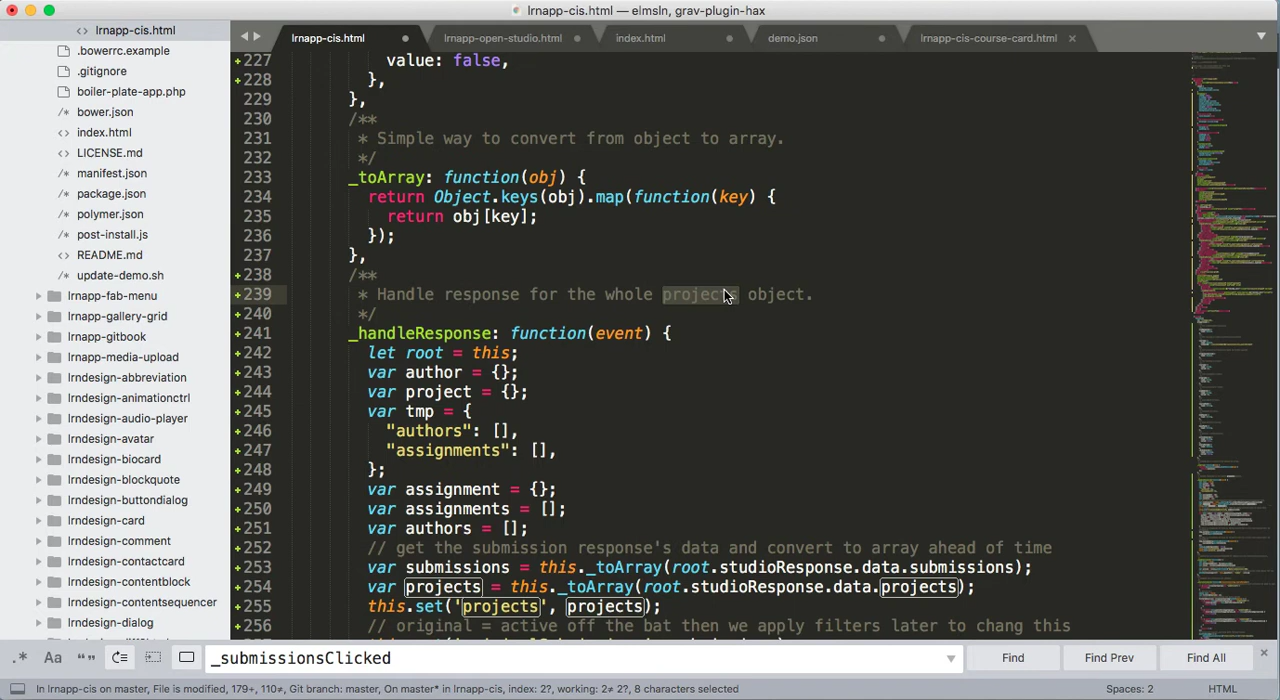 lrnapp-cis.html — elmsln, grav-plugin-hax
<> lrnapp-cis.html
.bowerrc.example
.gitignore
boiler-plate-app.php
/* bower.json
<> index.html
<> LICENSE.md
/* manifest.json
/* package.json
/* polymer.json
/* post-install.js
<> README.md
/* update-demo.sh
lrnapp-fab-menu
lrnapp-gallery-grid
lrnapp-gitbook
lrnapp-media-upload
lrndesign-abbreviation
lrndesign-animationctrl
lrndesign-audio-player
lrndesign-avatar
lrndesign-biocard
lrndesign-blockquote
lrndesign-buttondialog
lrndesign-card
lrndesign-comment
lrndesign-contactcard
lrndesign-contentblock
lrndesign-contentsequencer
lrndesign-dialog
lrnapp-cis.html lrnapp-open-studio.html index.html demo.json lrnapp-cis-course-card.html
227 value: false,
228 },
229 },
230 /**
231 * Simple way to convert from object to array.
232 */
233 _toArray: function(obj) {
234 return Object.keys(obj).map(function(key) {
235 return obj[key];
236 });
237 },
238 /**
239 * Handle response for the whole projects object.
240 */
241 _handleResponse: function(event) {
242 let root = this;
243 var author = {};
244 var project = {};
245 var tmp = {
246 "authors": [],
247 "assignments": [],
248 };
249 var assignment = {};
250 var assignments = [];
251 var authors = [];
252 // get the submission response's data and convert to array ahead of time
253 var submissions = this._toArray(root.studioResponse.data.submissions);
254 var projects = this._toArray(root.studioResponse.data.projects);
255 this.set('projects', projects);
256 // original = active off the bat then we apply filters later to chang this
.* Aa “” _submissionsClicked Find Find Prev Find All
In lrnapp-cis on master, File is modified, 179+, 110≠, Git branch: master, On master* in lrnapp-cis, index: 2?, working: 2≠ 2?, 8 characters selected Spaces: 2 HTML